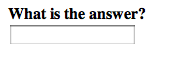 What is the answer?